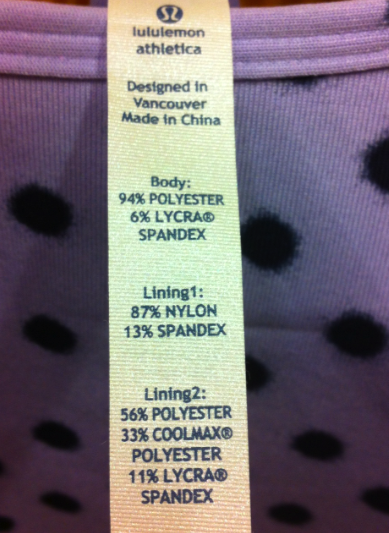 lululemon
athletica
Designed in
Vancouver
Made in China
Body:
94% POLYESTER
6% LYCRA®
SPANDEX
Lining1:
87% NYLON
13% SPANDEX
Lining2:
56% POLYESTER
33% COOLMAX®
POLYESTER
11% LYCRA®
SPANDEX